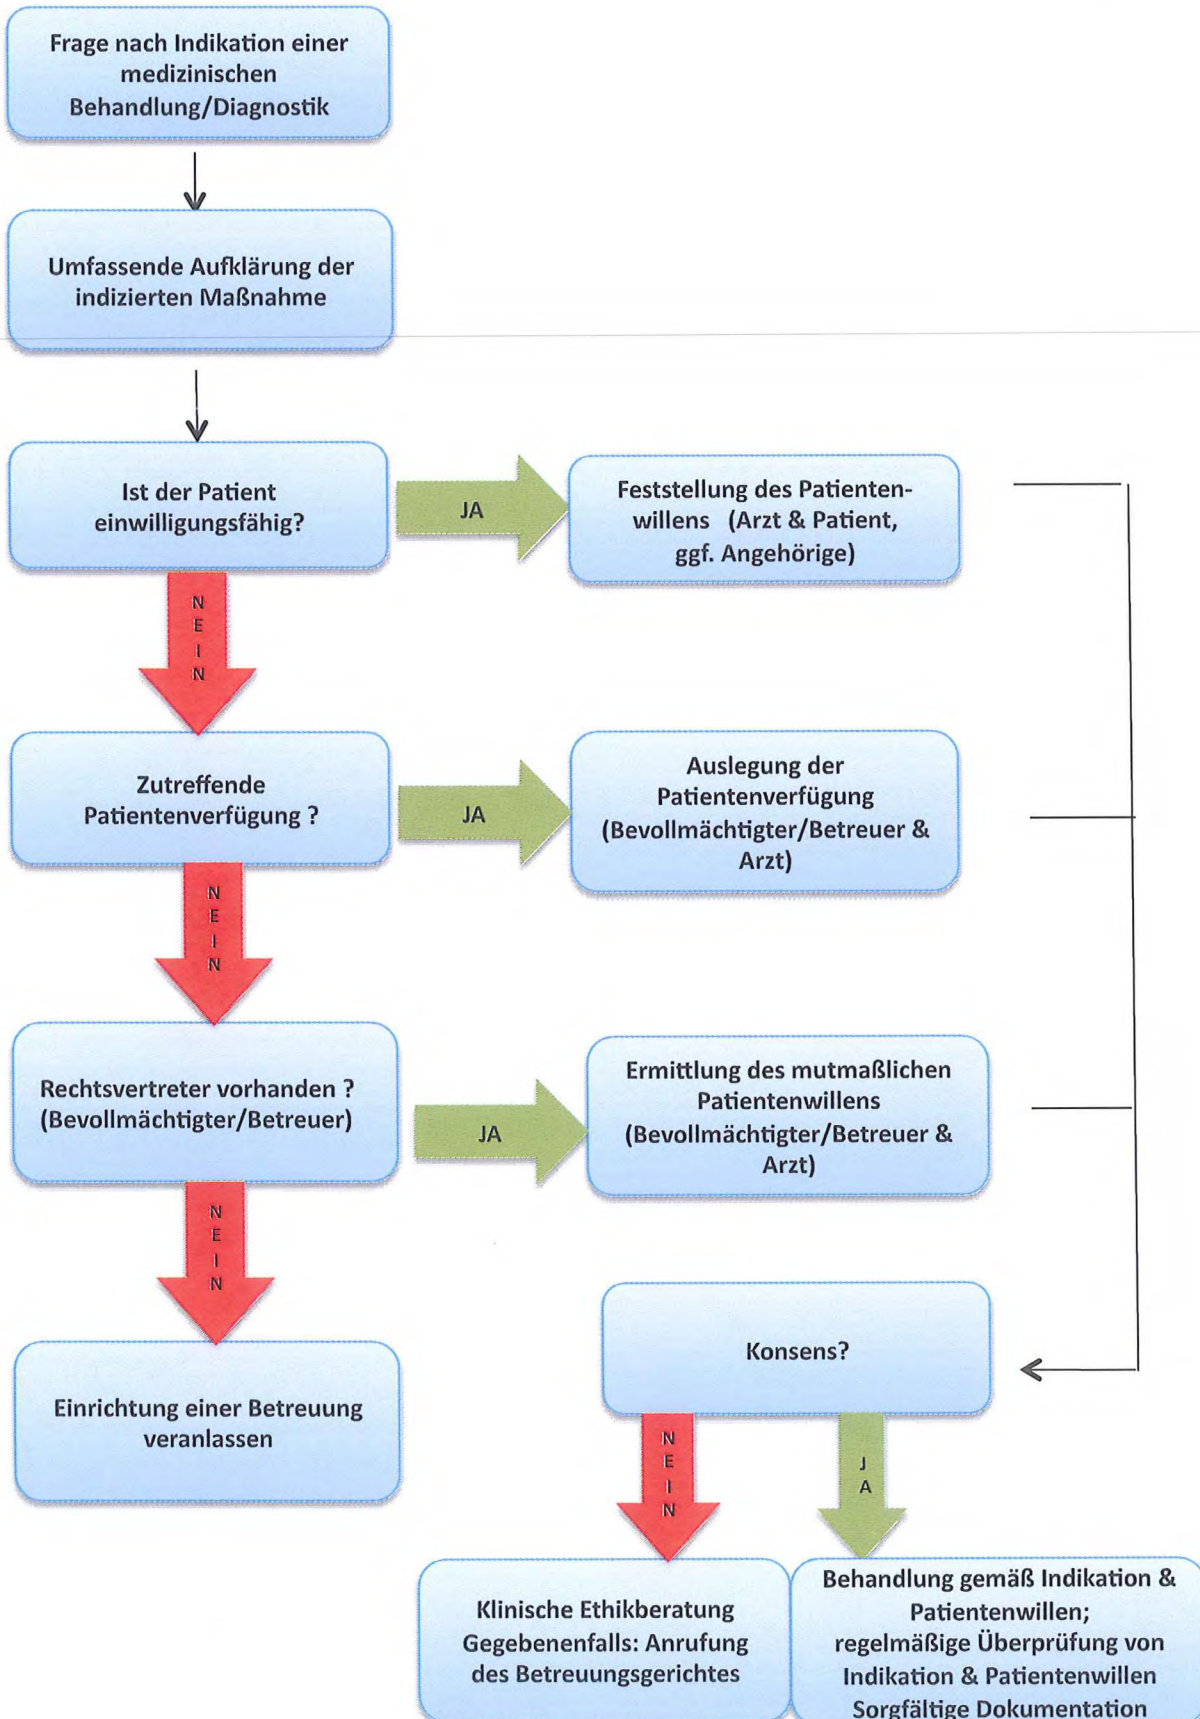 Frage nach Indikation einer
medizinischen
Behandlung/Diagnostik
Umfassende Aufklärung der
indizierten Maßnahme
Ist der Patient
einwilligungsfähig?
JA
Feststellung des Patienten-
willens (Arzt & Patient,
ggf. Angehörige)
N
E
I
N
Zutreffende
Patientenverfügung ?
JA
Auslegung der
Patientenverfügung
(Bevollmächtigter/Betreuer &
Arzt)
N
E
I
N
Rechtsvertreter vorhanden ?
(Bevollmächtigter/Betreuer)
JA
Ermittlung des mutmaßlichen
Patientenwillens
(Bevollmächtigter/Betreuer &
Arzt)
N
E
I
N
Einrichtung einer Betreuung
veranlassen
Konsens?
N
E
I
N
J
A
Klinische Ethikberatung
Gegebenenfalls: Anrufung
des Betreuungsgerichtes
Behandlung gemäß Indikation &
Patientenwillen;
regelmäßige Überprüfung von
Indikation & Patientenwillen
Sorgfältige Dokumentation